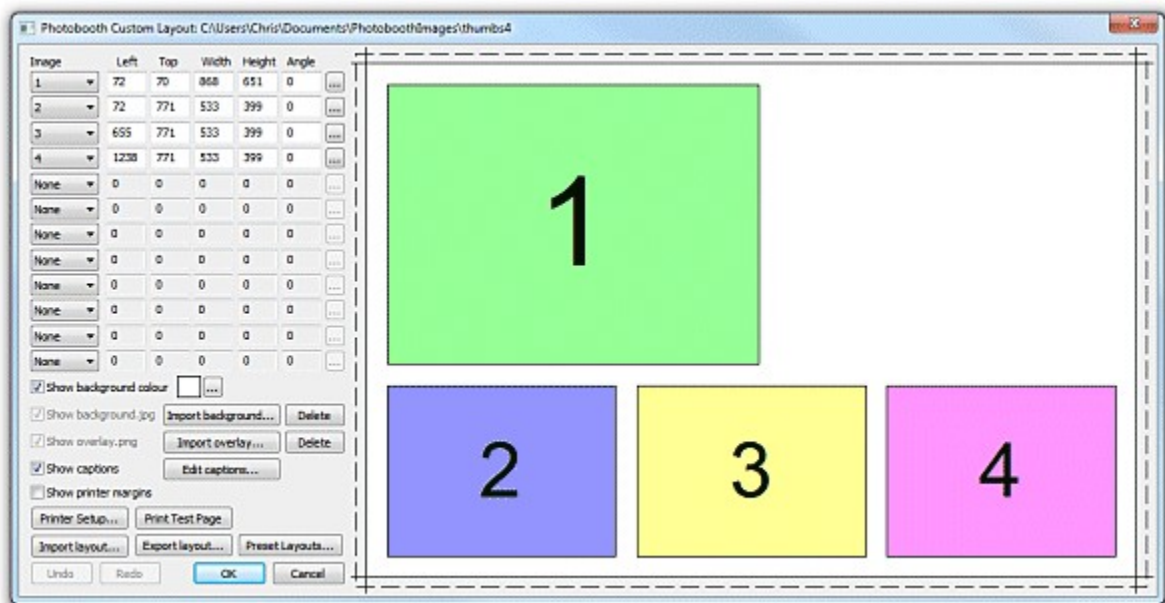 Photobooth Custom Layout: C:\Users\Chris\Documents\PhotoboothImages\thumbs4
Image Left Top Width Height Angle
1 72 70 868 651 0 ...
2 72 771 533 399 0 ...
3 655 771 533 399 0 ...
4 1238 771 533 399 0 ...
None 0 0 0 0 0 ...
None 0 0 0 0 0 ...
None 0 0 0 0 0 ...
None 0 0 0 0 0 ...
None 0 0 0 0 0 ...
None 0 0 0 0 0 ...
None 0 0 0 0 0 ...
None 0 0 0 0 0 ...
Show background colour ...
Show background.jpg Import background... Delete
Show overlay.png Import overlay... Delete
Show captions Edit captions...
Show printer margins
Printer Setup... Print Test Page
Import layout... Export layout... Preset Layouts...
Undo Redo OK Cancel
1
2 3 4